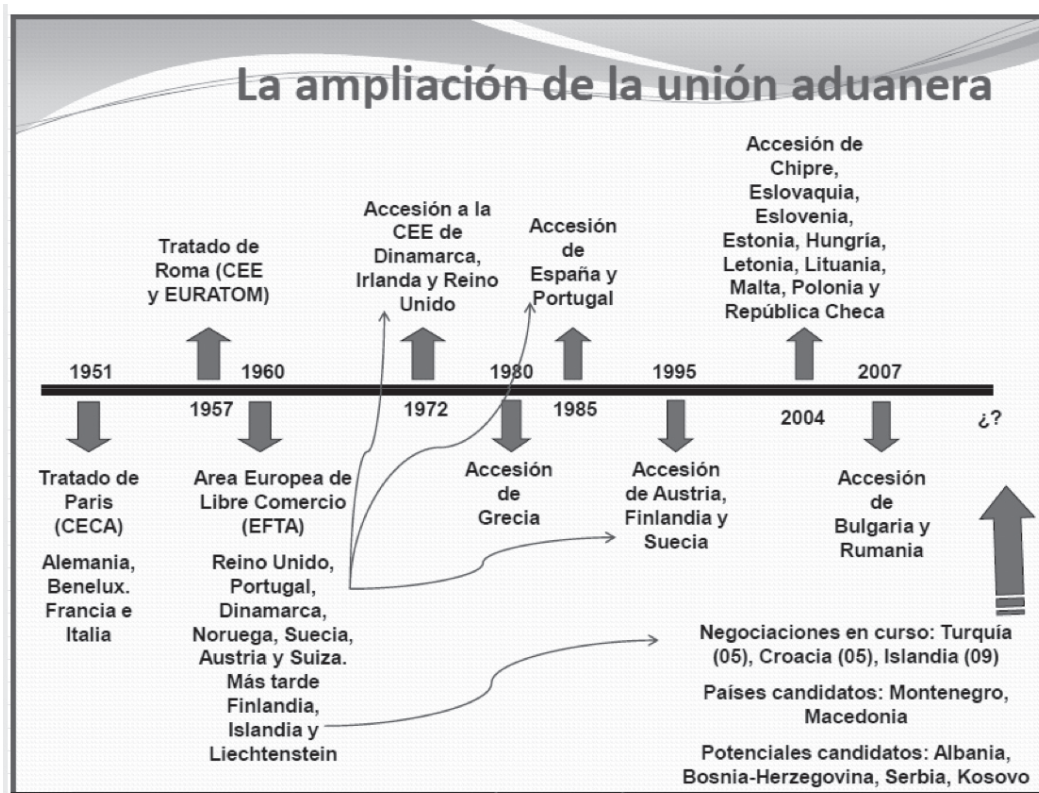 La ampliación de la unión aduanera
Tratado de
Roma (CEE
y EURATOM)
Accesión a la
CEE de
Dinamarca,
Irlanda y Reino
Unido
Accesión
de
España y
Portugal
Accesión de
Chipre,
Eslovaquia,
Eslovenia,
Estonia, Hungría,
Letonia, Lituania,
Malta, Polonia y
República Checa
1951
1960
1980
1995
2007
1957
1972
1985
2004
¿?
Tratado de
Paris
(CECA)
Alemania,
Benelux.
Francia e
Italia
Area Europea de
Libre Comercio
(EFTA)
Reino Unido,
Portugal,
Dinamarca,
Noruega, Suecia,
Austria y Suiza.
Más tarde
Finlandia,
Islandia y
Liechtenstein
Accesión
de
Grecia
Accesión
de Austria,
Finlandia y
Suecia
Accesión
de
Bulgaria y
Rumania
Negociaciones en curso: Turquía
(05), Croacia (05), Islandia (09)
Países candidatos: Montenegro,
Macedonia
Potenciales candidatos: Albania,
Bosnia-Herzegovina, Serbia, Kosovo